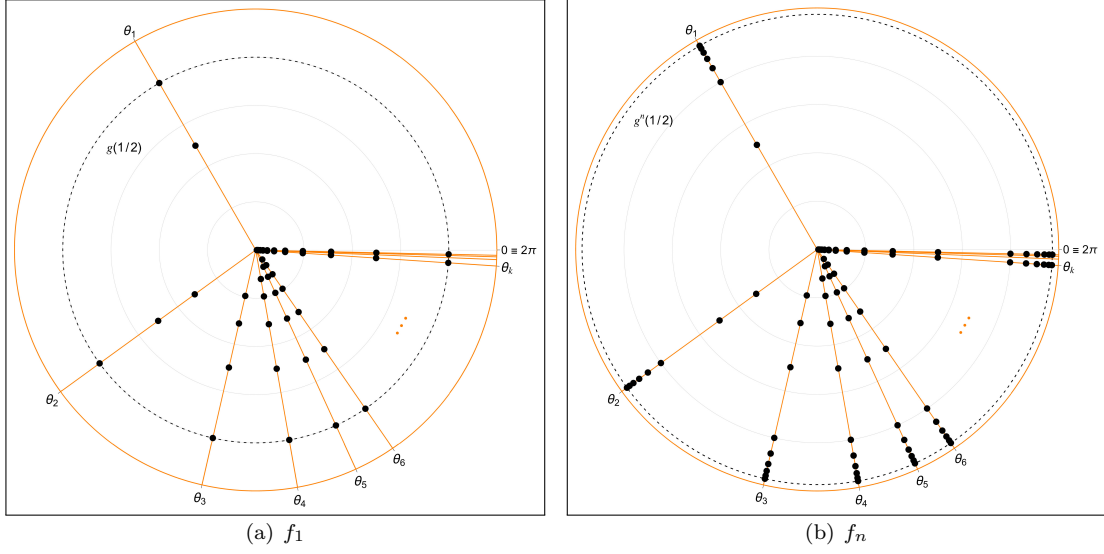 θ₁
g(1/2)
0 ≡ 2π
θₖ
θ₂
θ₆
θ₅
θ₃
θ₄
(a) f₁
θ₁
gⁿ(1/2)
0 ≡ 2π
θₖ
θ₂
θ₆
θ₅
θ₃
θ₄
(b) fₙ